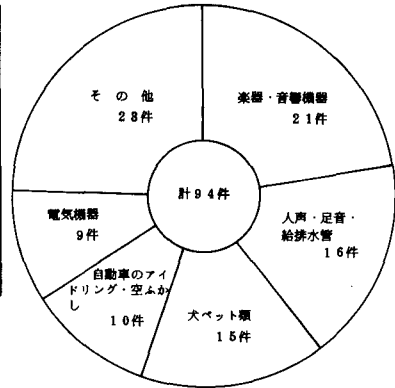 楽器・音響機器
21件
人声・足音・
給排水管
16件
犬ペット類
15件
自動車のアイ
ドリング・空ふか
し
10件
電気機器
9件
その他
23件
計94件